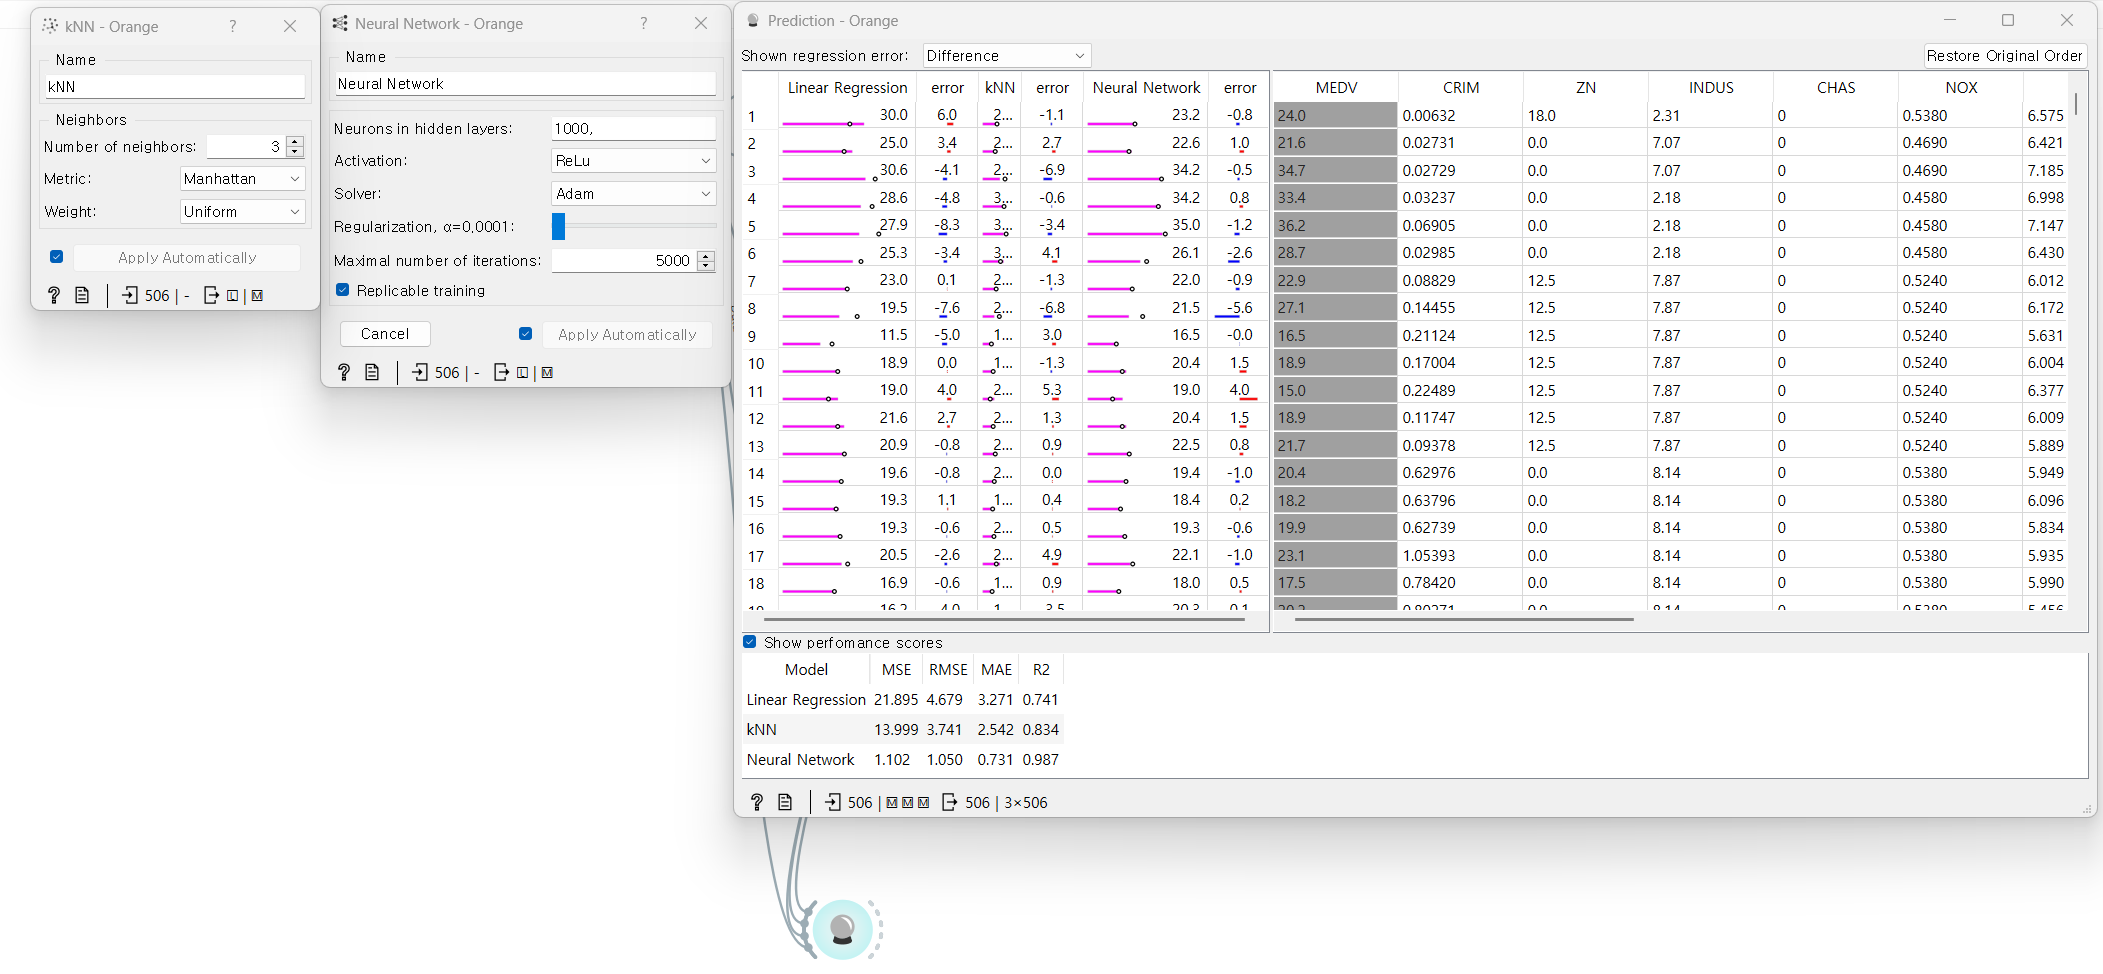 kNN - Orange ?
Name
kNN
Neighbors
Number of neighbors: 3
Metric: Manhattan
Weight: Uniform
Apply Automatically
? 506 | - L | M
Neural Network - Orange ?
Name
Neural Network
Neurons in hidden layers: 1000,
Activation: ReLu
Solver: Adam
Regularization, α=0,0001:
Maximal number of iterations: 5000
Replicable training
Cancel Apply Automatically
? 506 | - L | M
Prediction - Orange
Shown regression error: Difference Restore Original Order
Linear Regression error kNN error Neural Network error MEDV CRIM ZN INDUS CHAS NOX
1 30.0 6.0 2... -1.1 23.2 -0.8 24.0 0.00632 18.0 2.31 0 0.5380 6.575
2 25.0 3.4 2... 2.7 22.6 1.0 21.6 0.02731 0.0 7.07 0 0.4690 6.421
3 30.6 -4.1 2... -6.9 34.2 -0.5 34.7 0.02729 0.0 7.07 0 0.4690 7.185
4 28.6 -4.8 3... -0.6 34.2 0.8 33.4 0.03237 0.0 2.18 0 0.4580 6.998
5 27.9 -8.3 3... -3.4 35.0 -1.2 36.2 0.06905 0.0 2.18 0 0.4580 7.147
6 25.3 -3.4 3... 4.1 26.1 -2.6 28.7 0.02985 0.0 2.18 0 0.4580 6.430
7 23.0 0.1 2... -1.3 22.0 -0.9 22.9 0.08829 12.5 7.87 0 0.5240 6.012
8 19.5 -7.6 2... -6.8 21.5 -5.6 27.1 0.14455 12.5 7.87 0 0.5240 6.172
9 11.5 -5.0 1... 3.0 16.5 -0.0 16.5 0.21124 12.5 7.87 0 0.5240 5.631
10 18.9 0.0 1... -1.3 20.4 1.5 18.9 0.17004 12.5 7.87 0 0.5240 6.004
11 19.0 4.0 2... 5.3 19.0 4.0 15.0 0.22489 12.5 7.87 0 0.5240 6.377
12 21.6 2.7 2... 1.3 20.4 1.5 18.9 0.11747 12.5 7.87 0 0.5240 6.009
13 20.9 -0.8 2... 0.9 22.5 0.8 21.7 0.09378 12.5 7.87 0 0.5240 5.889
14 19.6 -0.8 2... 0.0 19.4 -1.0 20.4 0.62976 0.0 8.14 0 0.5380 5.949
15 19.3 1.1 1... 0.4 18.4 0.2 18.2 0.63796 0.0 8.14 0 0.5380 6.096
16 19.3 -0.6 2... 0.5 19.3 -0.6 19.9 0.62739 0.0 8.14 0 0.5380 5.834
17 20.5 -2.6 2... 4.9 22.1 -1.0 23.1 1.05393 0.0 8.14 0 0.5380 5.935
18 16.9 -0.6 1... 0.9 18.0 0.5 17.5 0.78420 0.0 8.14 0 0.5380 5.990
Show perfomance scores
Model MSE RMSE MAE R2
Linear Regression 21.895 4.679 3.271 0.741
kNN 13.999 3.741 2.542 0.834
Neural Network 1.102 1.050 0.731 0.987
? 506 | M M M 506 | 3×506